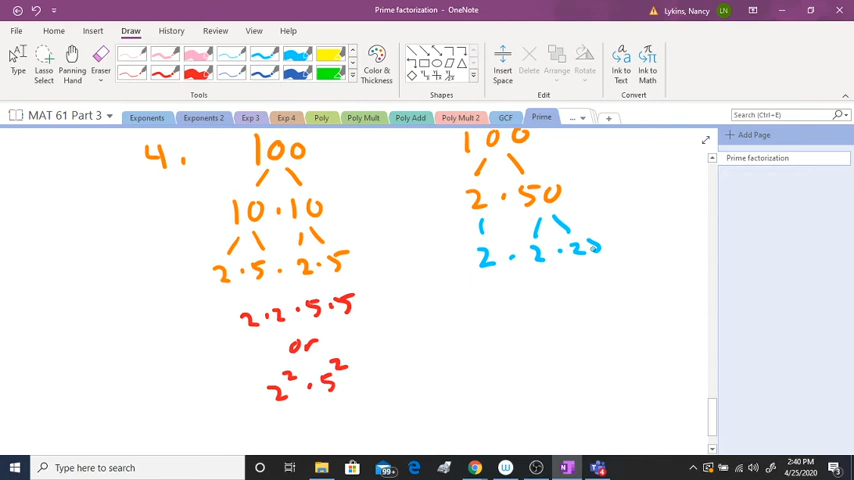 Prime factorization - OneNote
Lykins, Nancy LN
File Home Insert Draw History Review View Help
Type Lasso Select Panning Hand Eraser Color & Thickness Insert Space Delete Arrange Rotate Ink to Text Ink to Math
Tools Shapes Edit Convert
MAT 61 Part 3 Exponents Exponents 2 Exp 3 Exp 4 Poly Poly Mult Poly Add Poly Mult 2 GCF Prime ... + Search (Ctrl+E)
Add Page
Prime factorization
4. 100
10 · 10
2 · 5 · 2 · 5
2 · 2 · 5 · 5
or
2² · 5²
100
2 · 50
2 · 2 · 20
Type here to search
99+
2:40 PM
4/25/2020
3